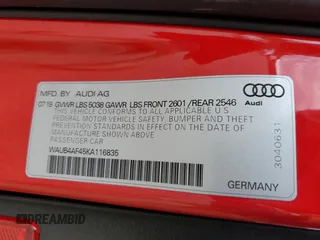 MFD. BY AUDI AG
07/19 GVWR LBS 5038 GAWR LBS FRONT 2601 / REAR 2546
THIS VEHICLE CONFORMS TO ALL APPLICABLE US
FEDERAL MOTOR VEHICLE SAFETY, BUMPER AND THEFT
PREVENTION STANDARDS IN EFFECT ON THE DATE OF
MANUFACTURE SHOWN ABOVE
PASSENGER CAR
WAUB4AF45KA116835
Audi
3040631
GERMANY
DREAMBID